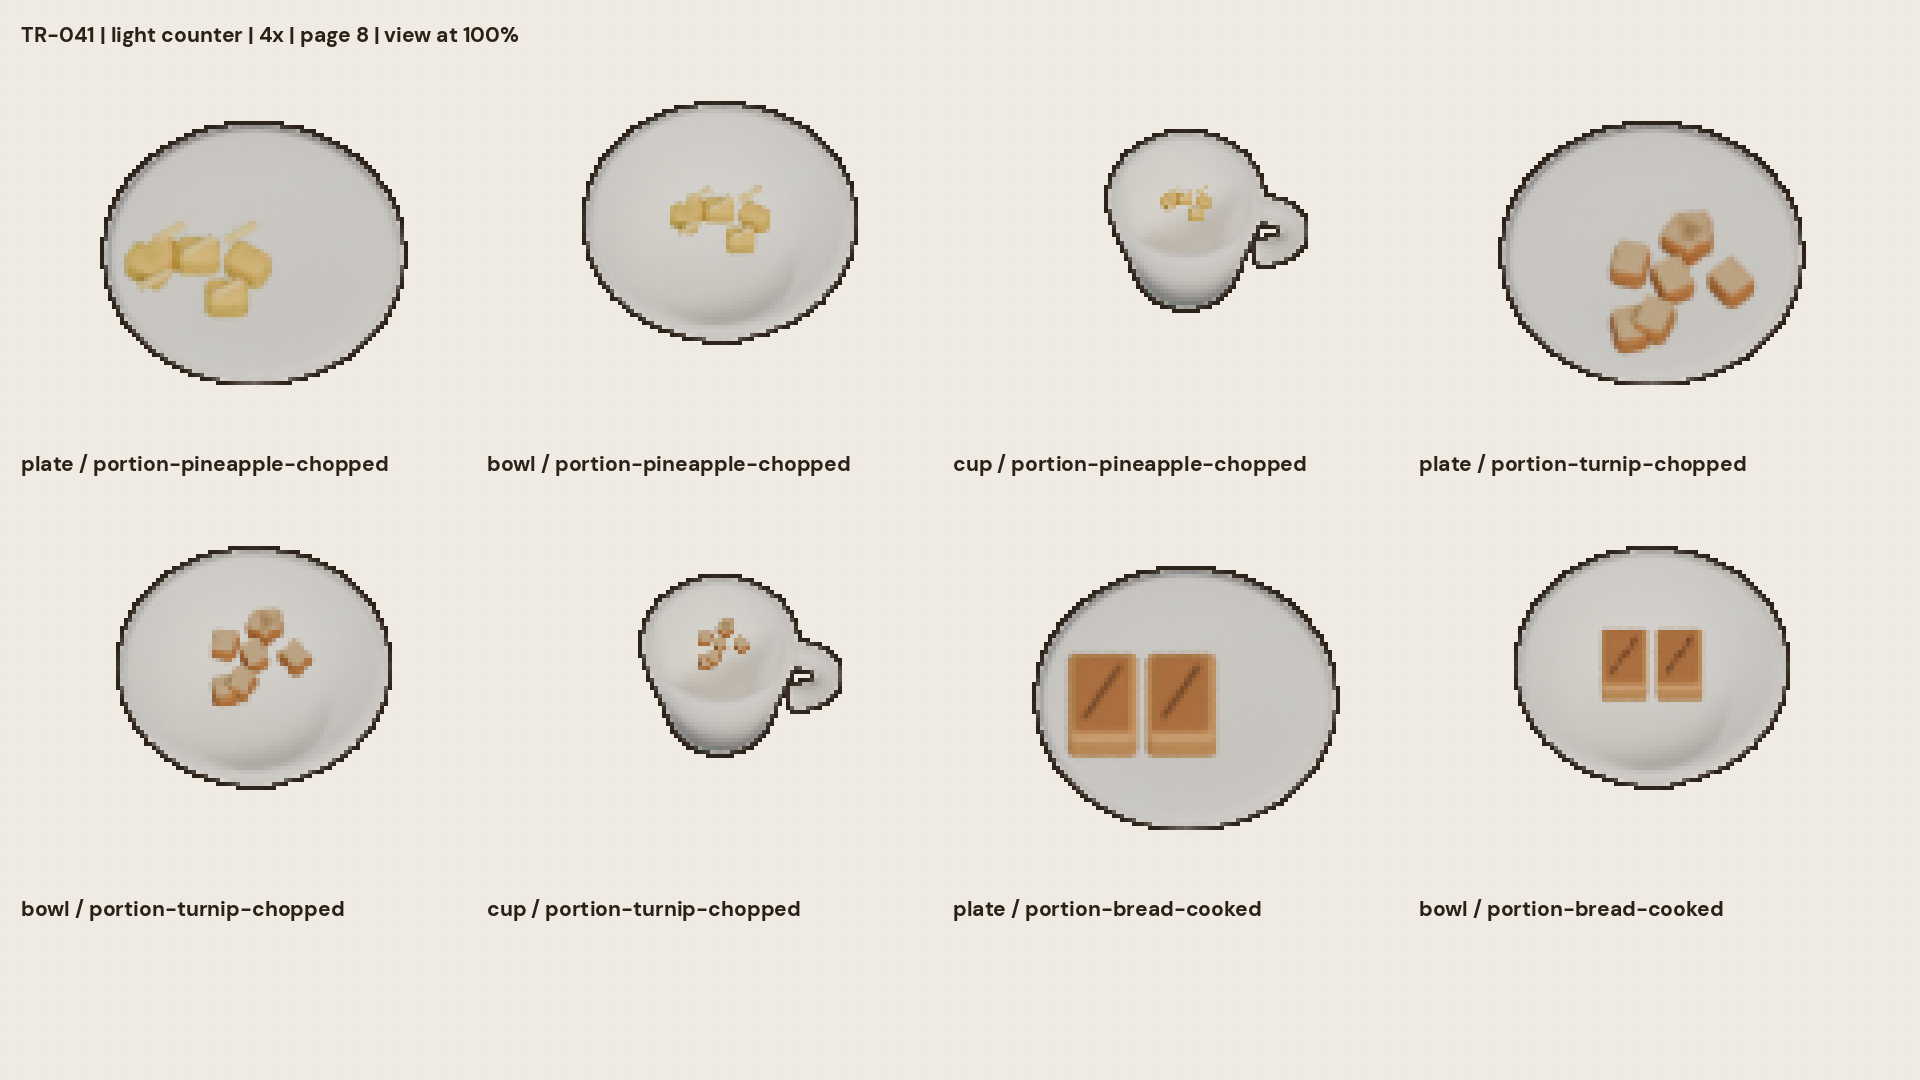 TR-041 | light counter | 4x | page 8 | view at 100%
plate / portion-pineapple-chopped
bowl / portion-pineapple-chopped
cup / portion-pineapple-chopped
plate / portion-turnip-chopped
bowl / portion-turnip-chopped
cup / portion-turnip-chopped
plate / portion-bread-cooked
bowl / portion-bread-cooked